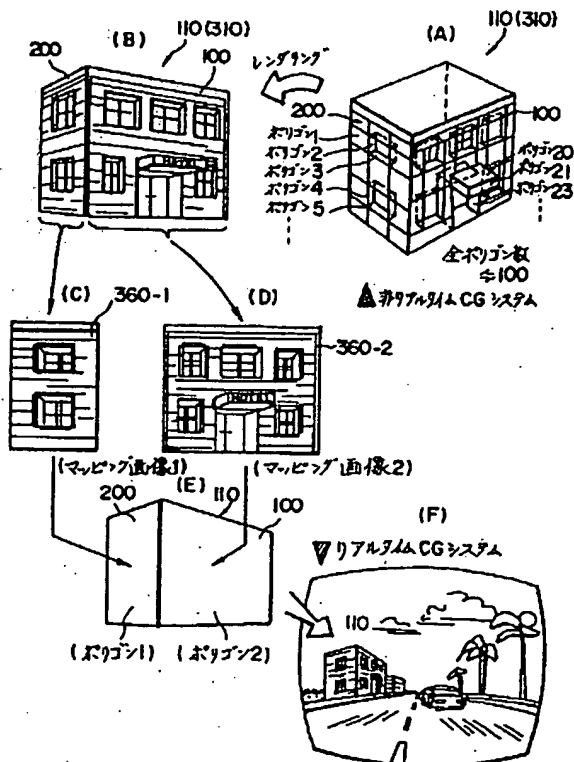 (B)
110(310)
200
100
レンダリング
(A)
110(310)
200
100
ポリゴン1
ポリゴン2
ポリゴン3
ポリゴン4
ポリゴン5
ポリゴン20
ポリゴン21
ポリゴン23
HOTEL
全ポリゴン数
≒100
▲非リアルタイムCGシステム
(C)
360-1
(D)
360-2
HOTEL
(マッピング画像1)
(マッピング画像2)
(E)
200
110
100
(ポリゴン1)
(ポリゴン2)
(F)
▼リアルタイムCGシステム
110